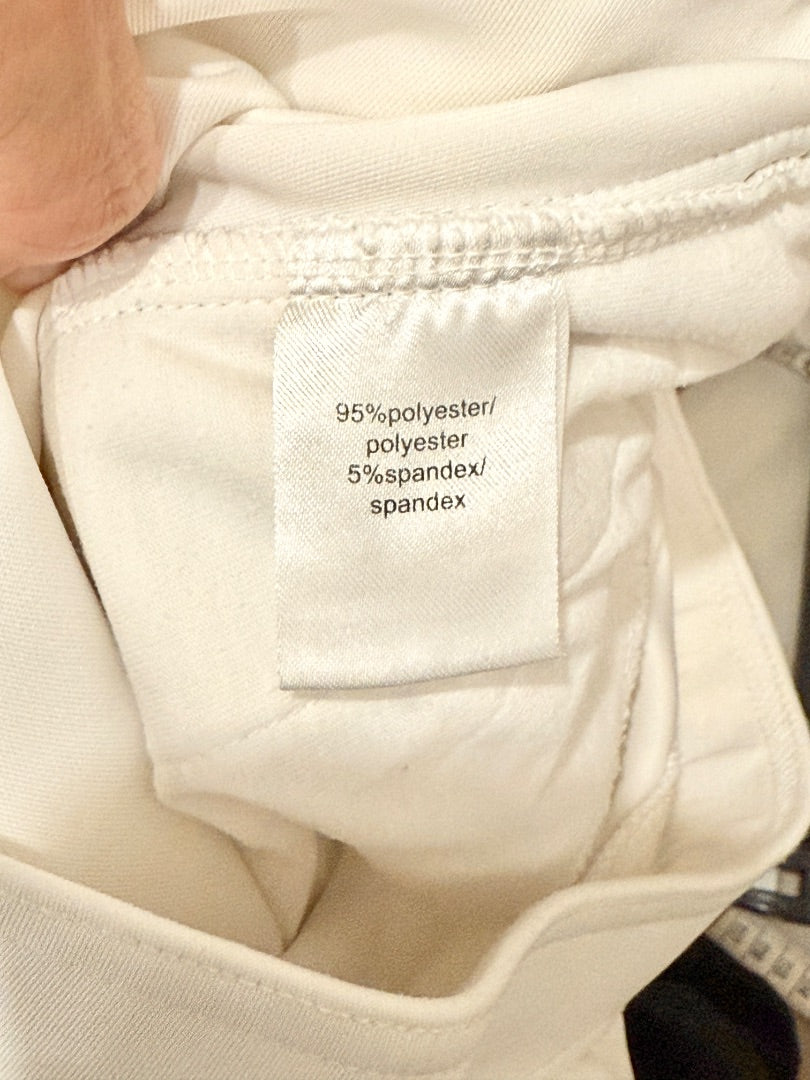 95%polyester/
polyester
5%spandex/
spandex